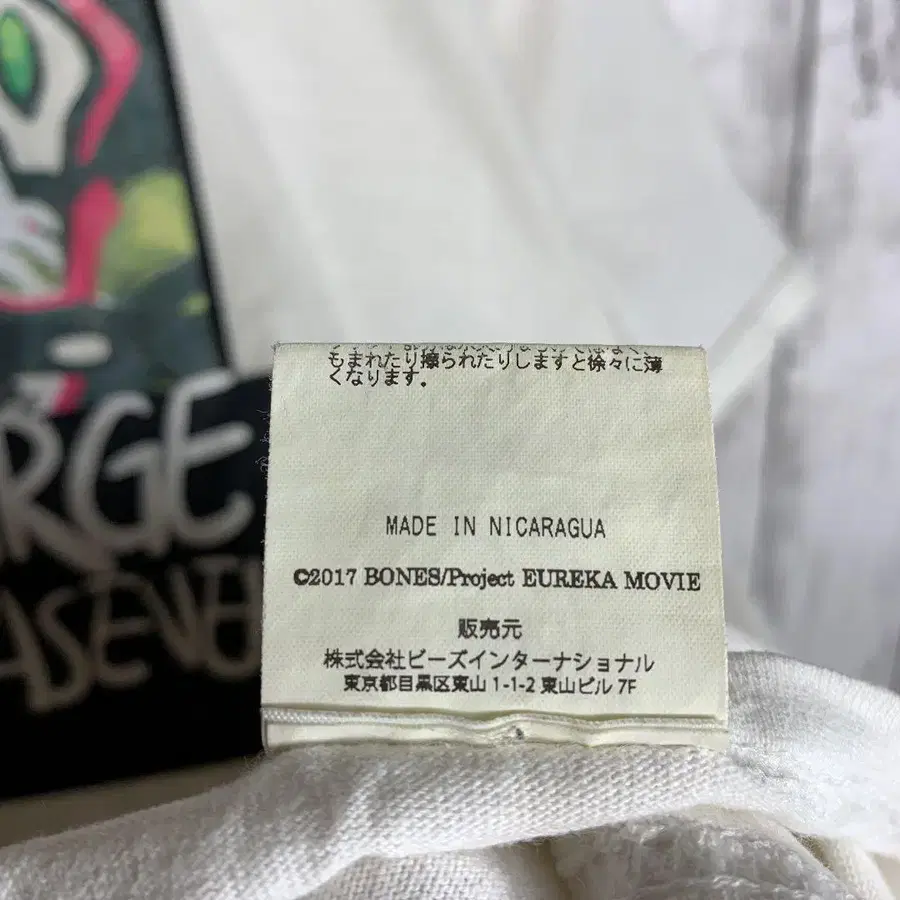 もまれたり擦られたりしますと徐々に薄
くなります。
MADE IN NICARAGUA
©2017 BONES/Project EUREKA MOVIE
販売元
株式会社ビーズインターナショナル
東京都目黒区東山 1-1-2 東山ビル 7F
RGE
ASEVE